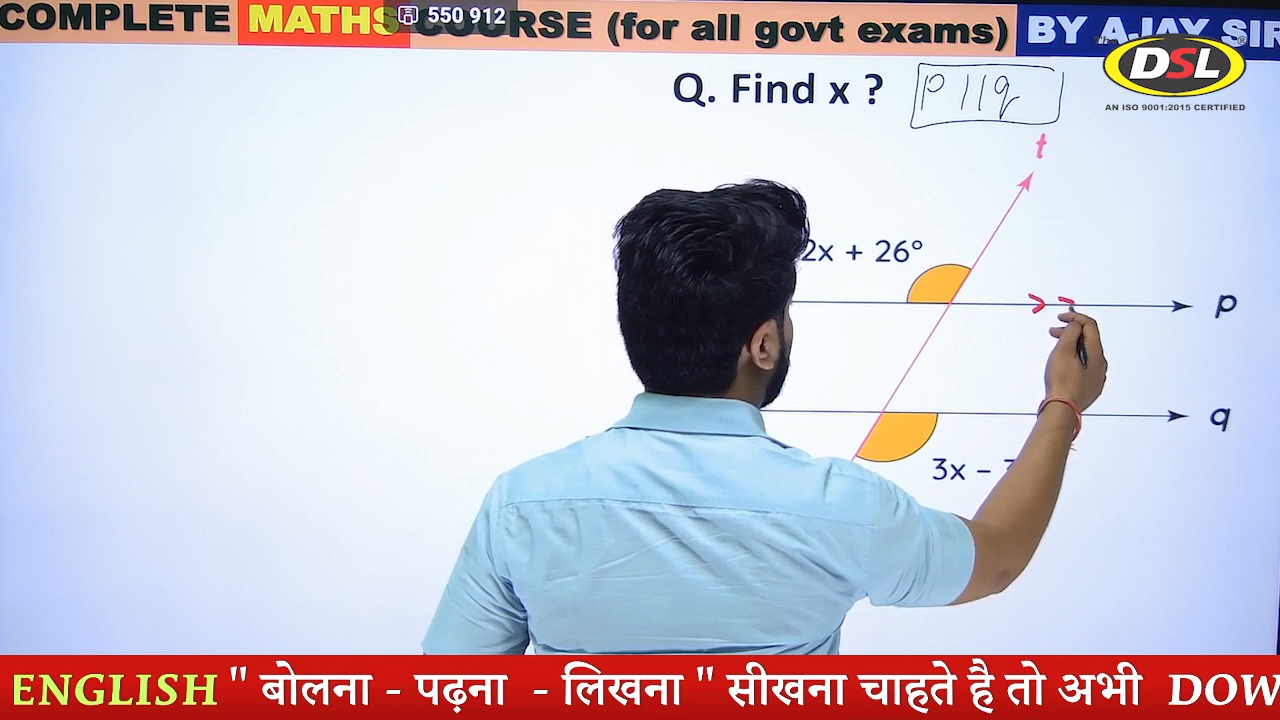 COMPLETE MATHS COURSE (for all govt exams) BY AJAY SIR
550 912
The DSL ®
AN ISO 9001:2015 CERTIFIED
Q. Find x ? P || q
t
2x + 26°
p
q
3x –
ENGLISH " बोलना - पढ़ना - लिखना " सीखना चाहते है तो अभी DOW